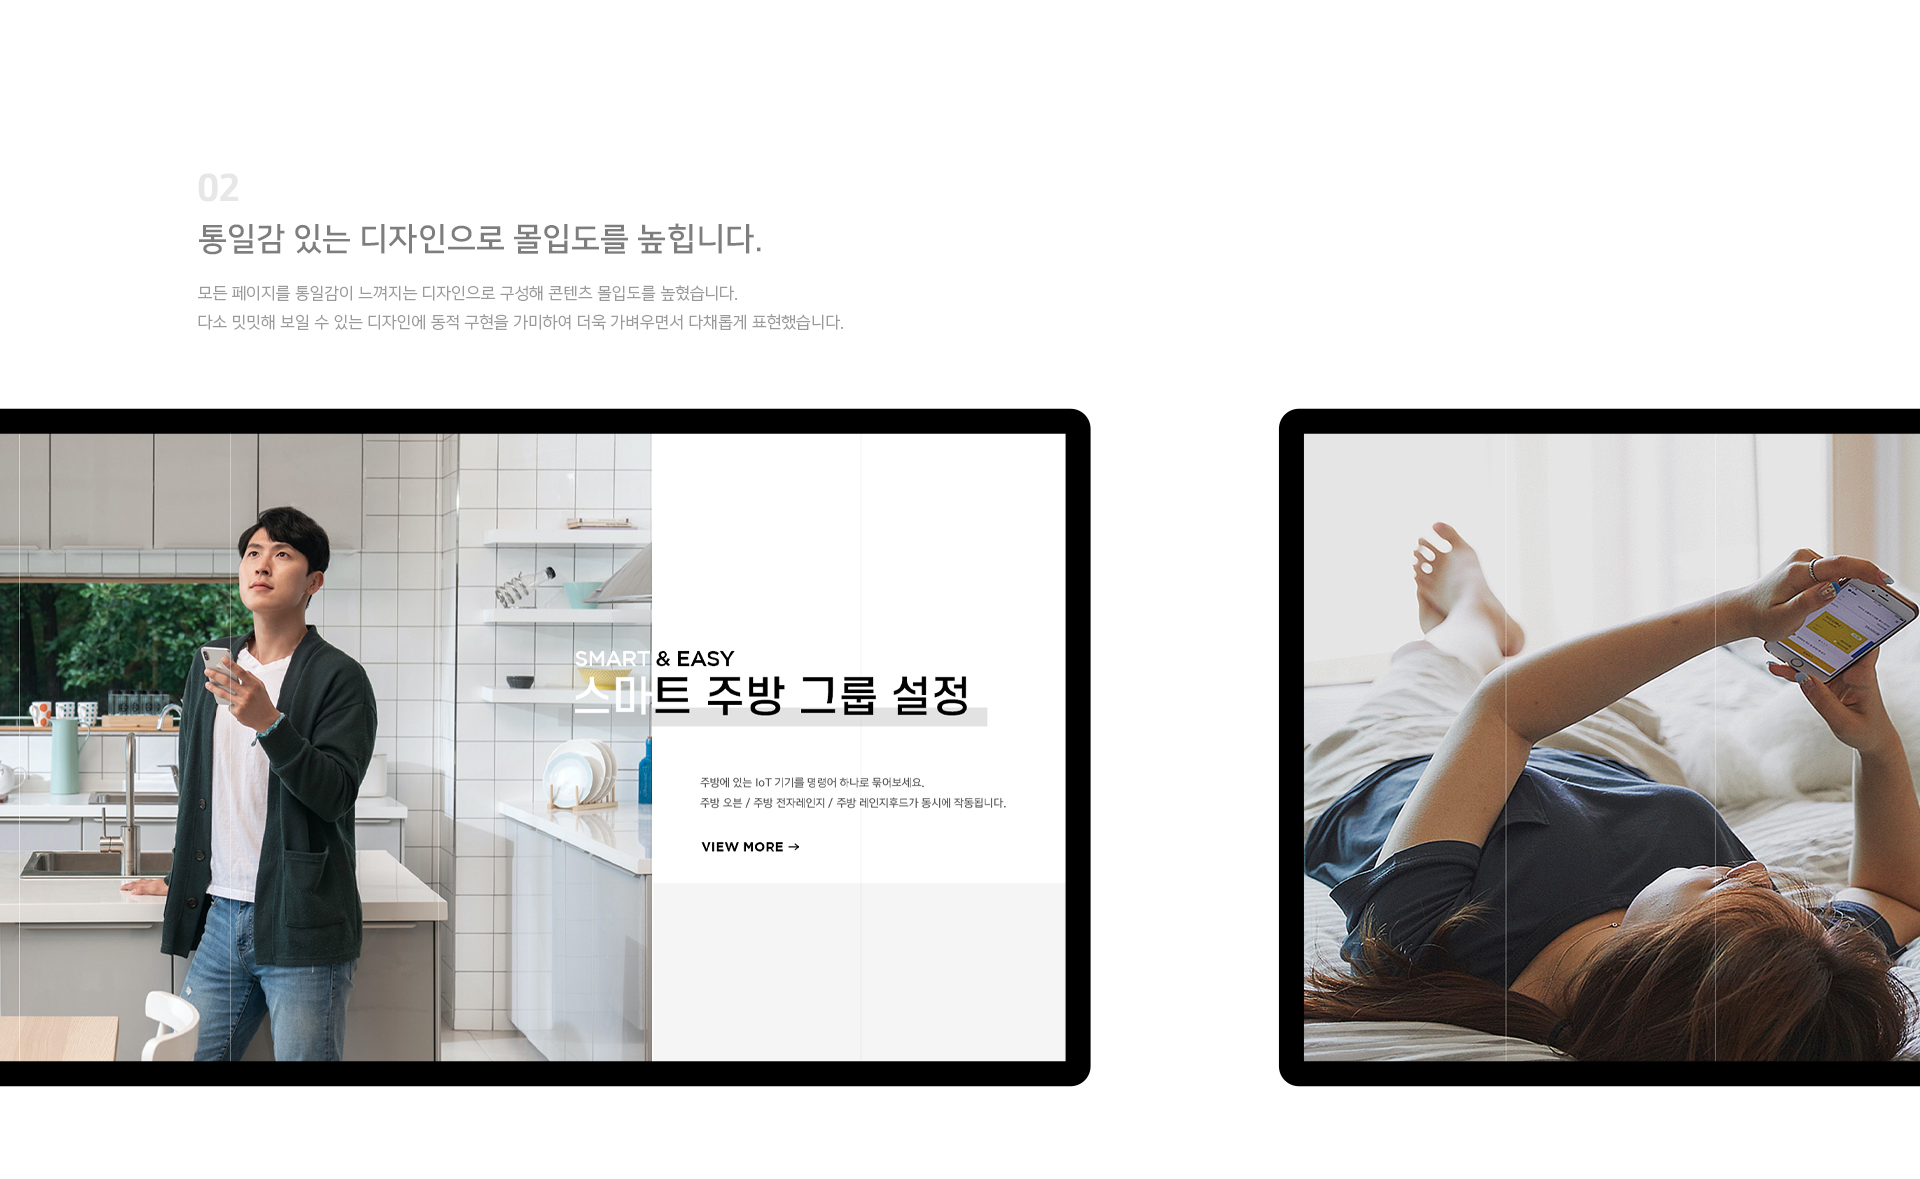 02
통일감 있는 디자인으로 몰입도를 높힙니다.
모든 페이지를 통일감이 느껴지는 디자인으로 구성해 콘텐츠 몰입도를 높혔습니다.
다소 밋밋해 보일 수 있는 디자인에 동적 구현을 가미하여 더욱 가벼우면서 다채롭게 표현했습니다.
SMART & EASY
스마트 주방 그룹 설정
주방에 있는 IoT 기기를 명령어 하나로 묶어보세요.
주방 오븐 / 주방 전자레인지 / 주방 레인지후드가 동시에 작동됩니다.
VIEW MORE →